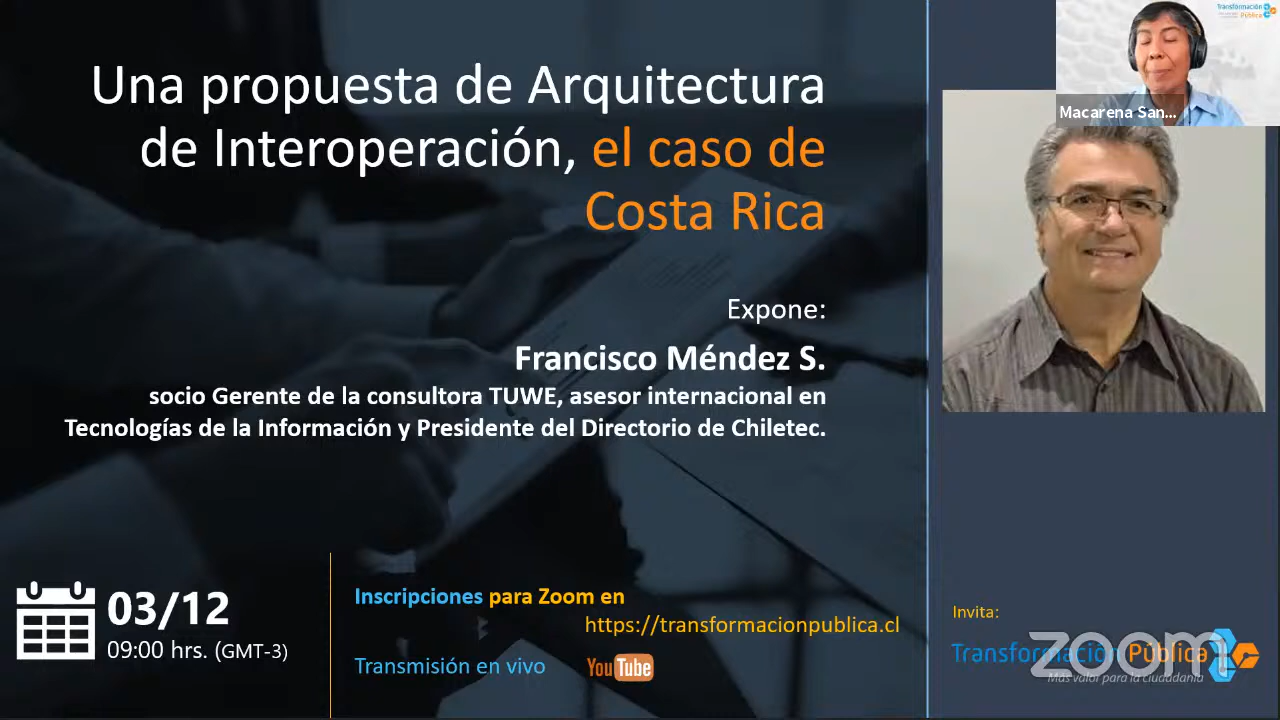 Una propuesta de Arquitectura
de Interoperación, el caso de
Costa Rica
Expone:
Francisco Méndez S.
socio Gerente de la consultora TUWE, asesor internacional en
Tecnologías de la Información y Presidente del Directorio de Chiletec.
03/12
09:00 hrs. (GMT-3)
Inscripciones para Zoom en
https://transformacionpublica.cl
Transmisión en vivo YouTube
Transformación
Pública
Macarena San...
Invita:
Transformación Pública
Más valor para la ciudadanía
zoom